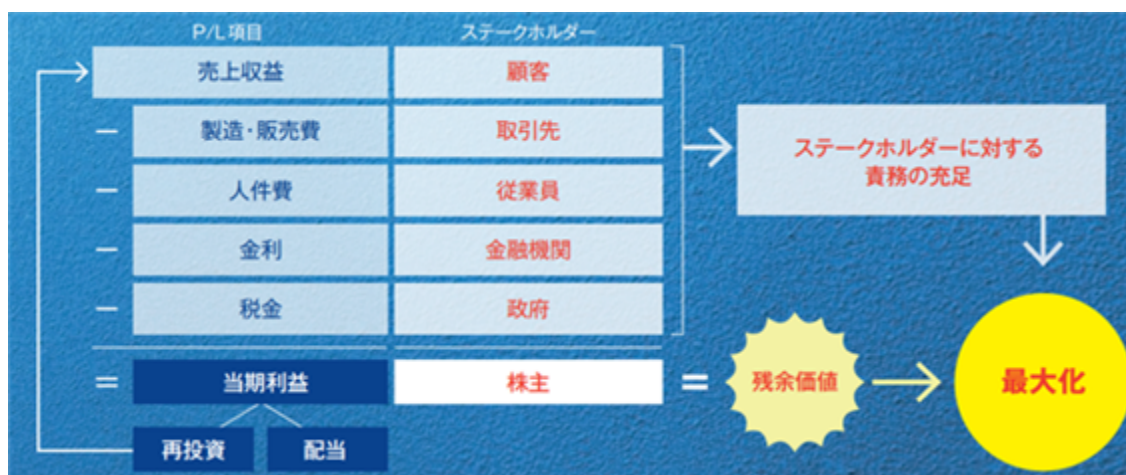 P/L項目
ステークホルダー
売上収益
顧客
－
製造・販売費
取引先
－
人件費
従業員
－
金利
金融機関
－
税金
政府
＝
当期利益
株主
＝
残余価値
再投資
配当
ステークホルダーに対する
責務の充足
最大化